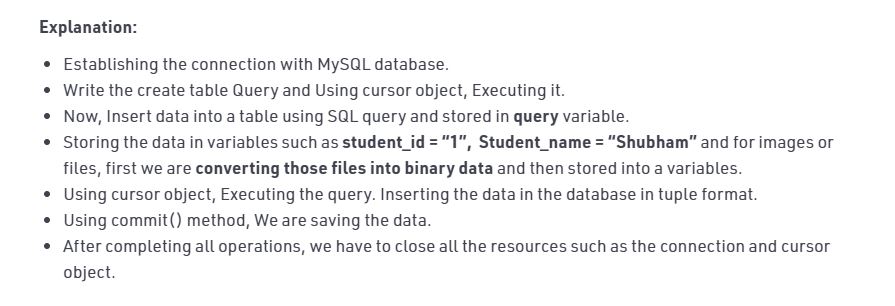 Explanation:
• Establishing the connection with MySQL database.
• Write the create table Query and Using cursor object, Executing it.
• Now, Insert data into a table using SQL query and stored in query variable.
• Storing the data in variables such as student_id = “1”, Student_name = “Shubham” and for images or
files, first we are converting those files into binary data and then stored into a variables.
• Using cursor object, Executing the query. Inserting the data in the database in tuple format.
• Using commit() method, We are saving the data.
• After completing all operations, we have to close all the resources such as the connection and cursor
object.